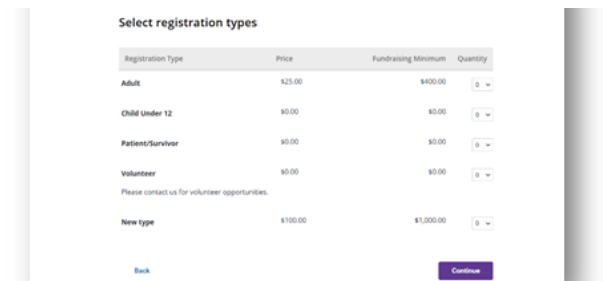 Select registration types
Registration Type Price Fundraising Minimum Quantity
Adult $25.00 $400.00 0
Child Under 12 $0.00 $0.00 0
Patient/Survivor $0.00 $0.00 0
Volunteer $0.00 $0.00 0
Please contact us for volunteer opportunities.
New type $100.00 $1,000.00 0
Back Continue